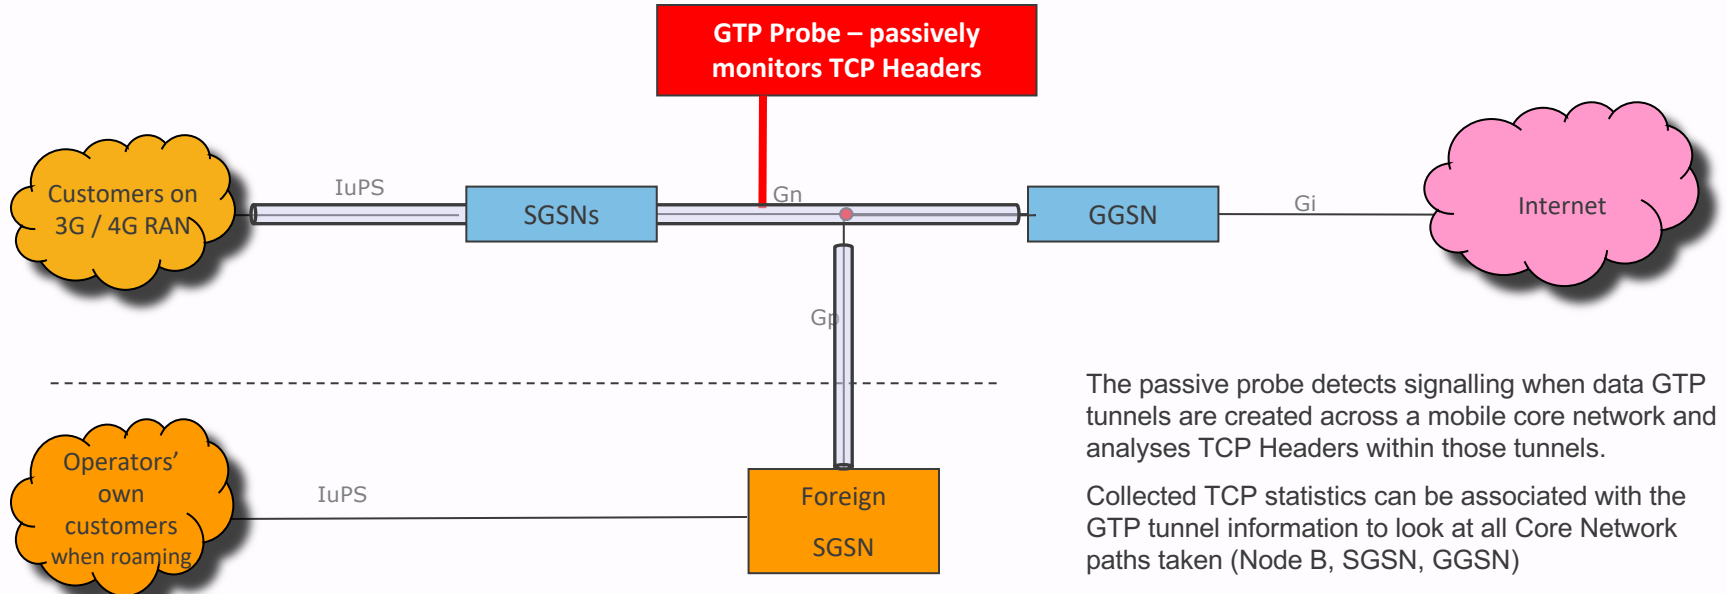 GTP Probe – passively
monitors TCP Headers
Customers on
3G / 4G RAN
IuPS
SGSNs
Gn
GGSN
Gi
Internet
Gp
Operators’
own
customers
when roaming
IuPS
Foreign
SGSN
The passive probe detects signalling when data GTP
tunnels are created across a mobile core network and
analyses TCP Headers within those tunnels.
Collected TCP statistics can be associated with the
GTP tunnel information to look at all Core Network
paths taken (Node B, SGSN, GGSN)